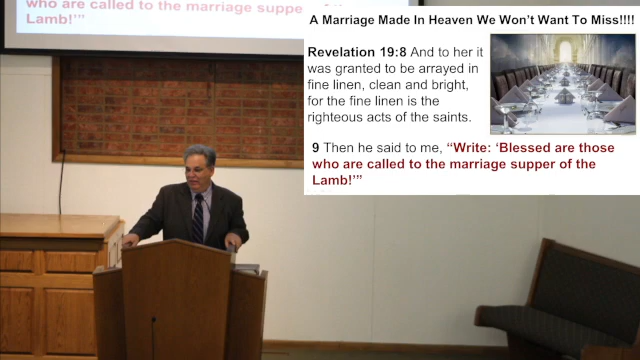 who are called to the marriage supper of the
Lamb!’”
A Marriage Made In Heaven We Won’t Want To Miss!!!!
Revelation 19:8 And to her it
was granted to be arrayed in
fine linen, clean and bright,
for the fine linen is the
righteous acts of the saints.
9 Then he said to me, “Write: ‘Blessed are those
who are called to the marriage supper of the
Lamb!’”